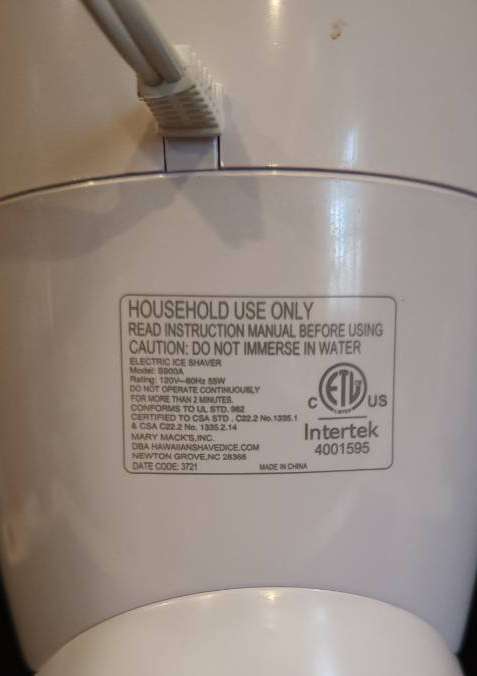 HOUSEHOLD USE ONLY
READ INSTRUCTION MANUAL BEFORE USING
CAUTION: DO NOT IMMERSE IN WATER
ELECTRIC ICE SHAVER
Model: S900A
Rating: 120V~60Hz 55W
DO NOT OPERATE CONTINUOUSLY
FOR MORE THAN 2 MINUTES.
CONFORMS TO UL STD. 982
CERTIFIED TO CSA STD . C22.2 No.1335.1
& CSA C22.2 No. 1335.2.14
MARY MACK'S,INC.
DBA HAWAIIANSHAVEDICE.COM
NEWTON GROVE,NC 28366
DATE CODE: 3721
MADE IN CHINA
ETL
C US
Intertek
4001595